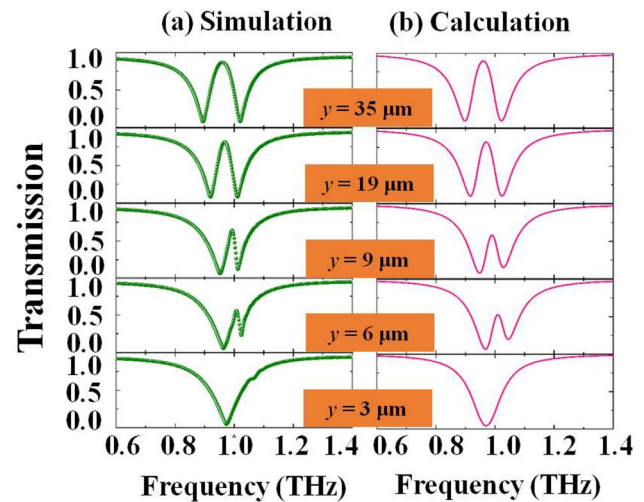 (a) Simulation (b) Calculation
1.0
0.5
0.0
y = 35 μm
1.0
0.5
0.0
y = 19 μm
1.0
0.5
0.0
y = 9 μm
1.0
0.5
0.0
y = 6 μm
1.0
0.5
0.0
y = 3 μm
Transmission
0.6 0.8 1.0 1.2 1.4 0.6 0.8 1.0 1.2 1.4
Frequency (THz) Frequency (THz)